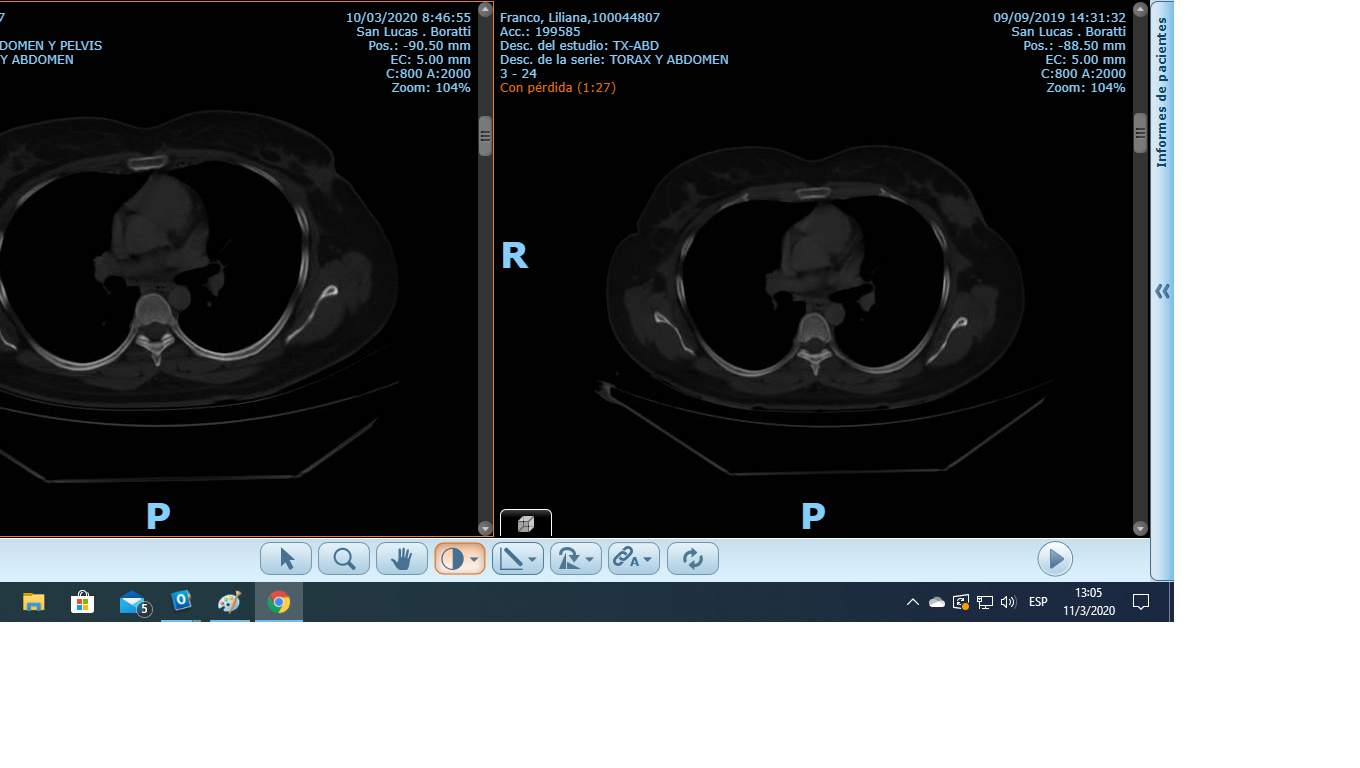 7
DOMEN Y PELVIS
Y ABDOMEN
10/03/2020 8:46:55
San Lucas . Boratti
Pos.: -90.50 mm
EC: 5.00 mm
C:800 A:2000
Zoom: 104%
P
Franco, Liliana,100044807
Acc.: 199585
Desc. del estudio: TX-ABD
Desc. de la serie: TORAX Y ABDOMEN
3 - 24
Con pérdida (1:27)
09/09/2019 14:31:32
San Lucas . Boratti
Pos.: -88.50 mm
EC: 5.00 mm
C:800 A:2000
Zoom: 104%
R
P
Informes de pacientes
A
5
ESP
13:05
11/3/2020